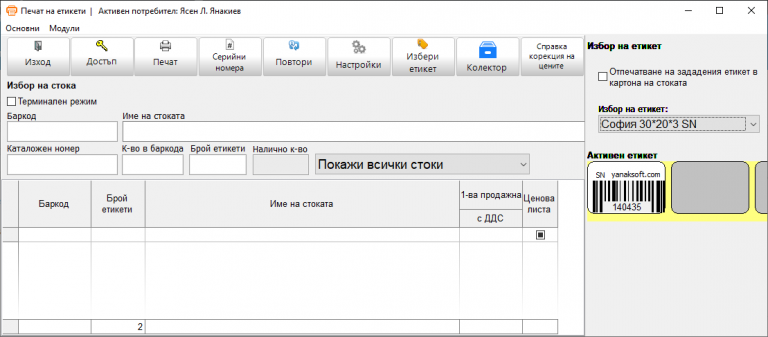 Печат на етикети | Активен потребител: Ясен Л. Янакиев
Основни Модули
Изход
Достъп
Печат
Серийни
номера
Повтори
Настройки
Избери
етикет
Колектор
Справка
корекция на
цените
Избор на стока
Терминален режим
Баркод Име на стоката
Каталожен номер К-во в баркода Брой етикети Налично к-во
Покажи всички стоки
Баркод
Брой
етикети
Име на стоката
1-ва продажна
с ДДС
Ценова
листа
2
Избор на етикет
Отпечатване на зададения етикет в
картона на стоката
Избор на етикет:
София 30*20*3 SN
Активен етикет
SN yanaksoft.com
140435